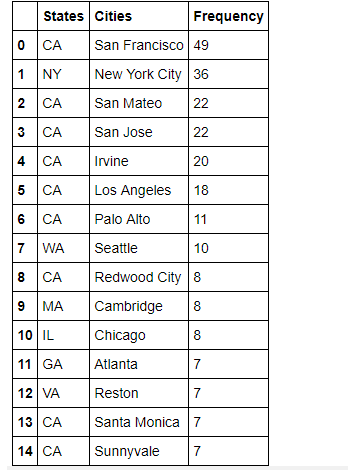 States Cities Frequency
0 CA San Francisco 49
1 NY New York City 36
2 CA San Mateo 22
3 CA San Jose 22
4 CA Irvine 20
5 CA Los Angeles 18
6 CA Palo Alto 11
7 WA Seattle 10
8 CA Redwood City 8
9 MA Cambridge 8
10 IL Chicago 8
11 GA Atlanta 7
12 VA Reston 7
13 CA Santa Monica 7
14 CA Sunnyvale 7